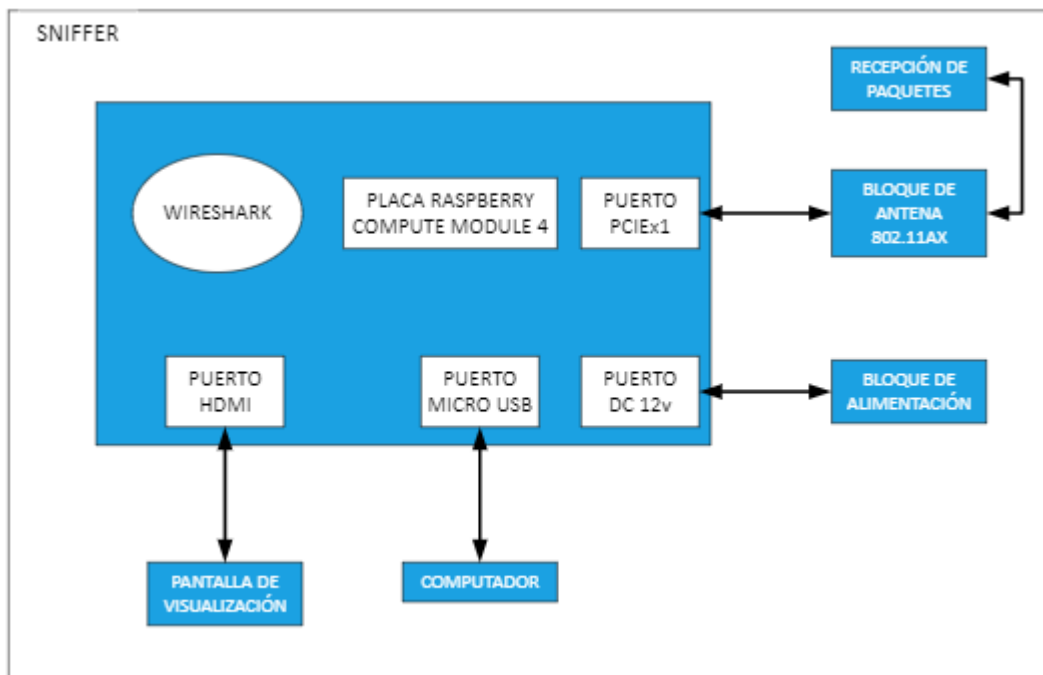 SNIFFER
RECEPCIÓN DE
PAQUETES
WIRESHARK
PLACA RASPBERRY
COMPUTE MODULE 4
PUERTO
PCIEx1
BLOQUE DE
ANTENA
802.11AX
PUERTO
HDMI
PUERTO
MICRO USB
PUERTO
DC 12v
BLOQUE DE
ALIMENTACIÓN
PANTALLA DE
VISUALIZACIÓN
COMPUTADOR